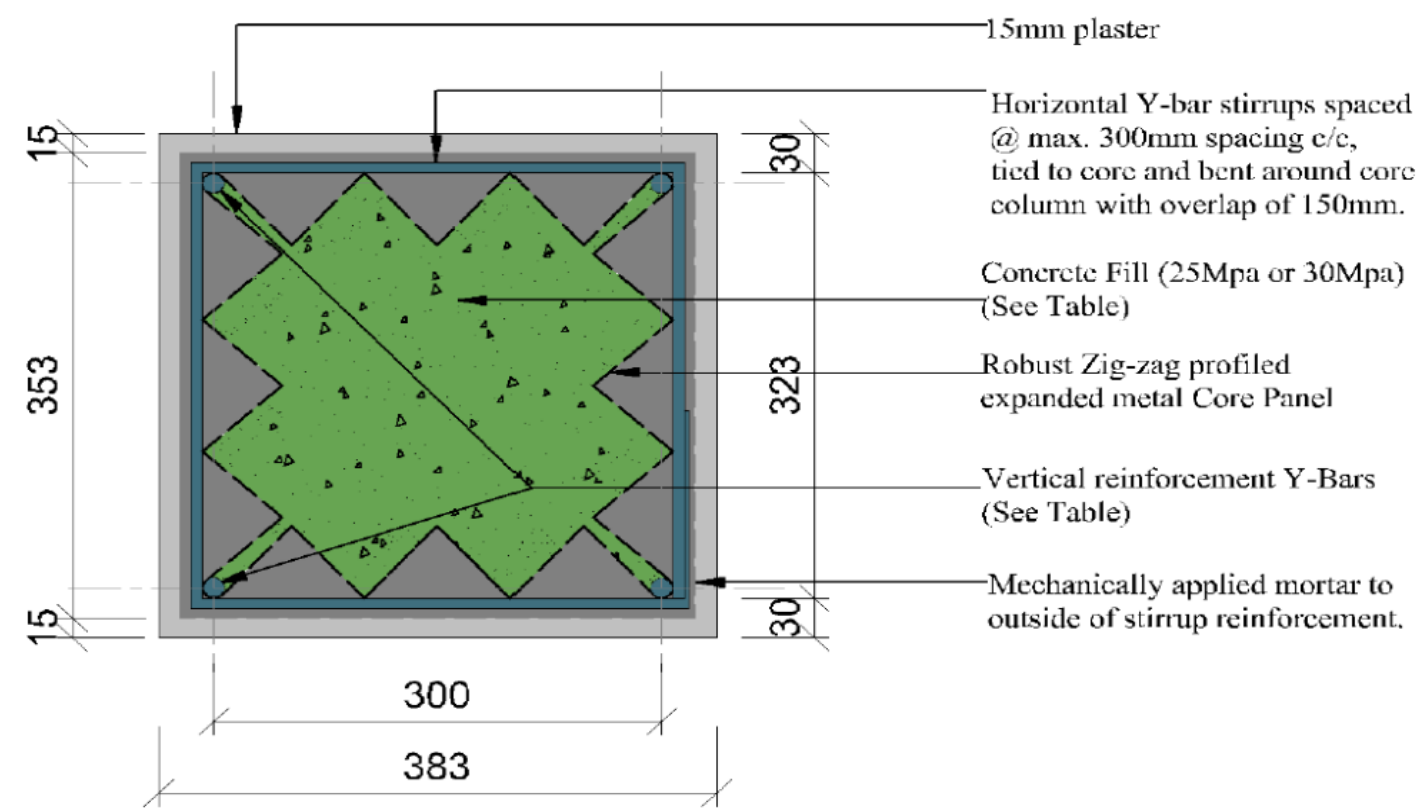 15mm plaster
Horizontal Y-bar stirrups spaced
@ max. 300mm spacing c/c,
tied to core and bent around core
column with overlap of 150mm.
Concrete Fill (25Mpa or 30Mpa)
(See Table)
Robust Zig-zag profiled
expanded metal Core Panel
Vertical reinforcement Y-Bars
(See Table)
Mechanically applied mortar to
outside of stirrup reinforcement.
15
353
15
30
323
30
300
383